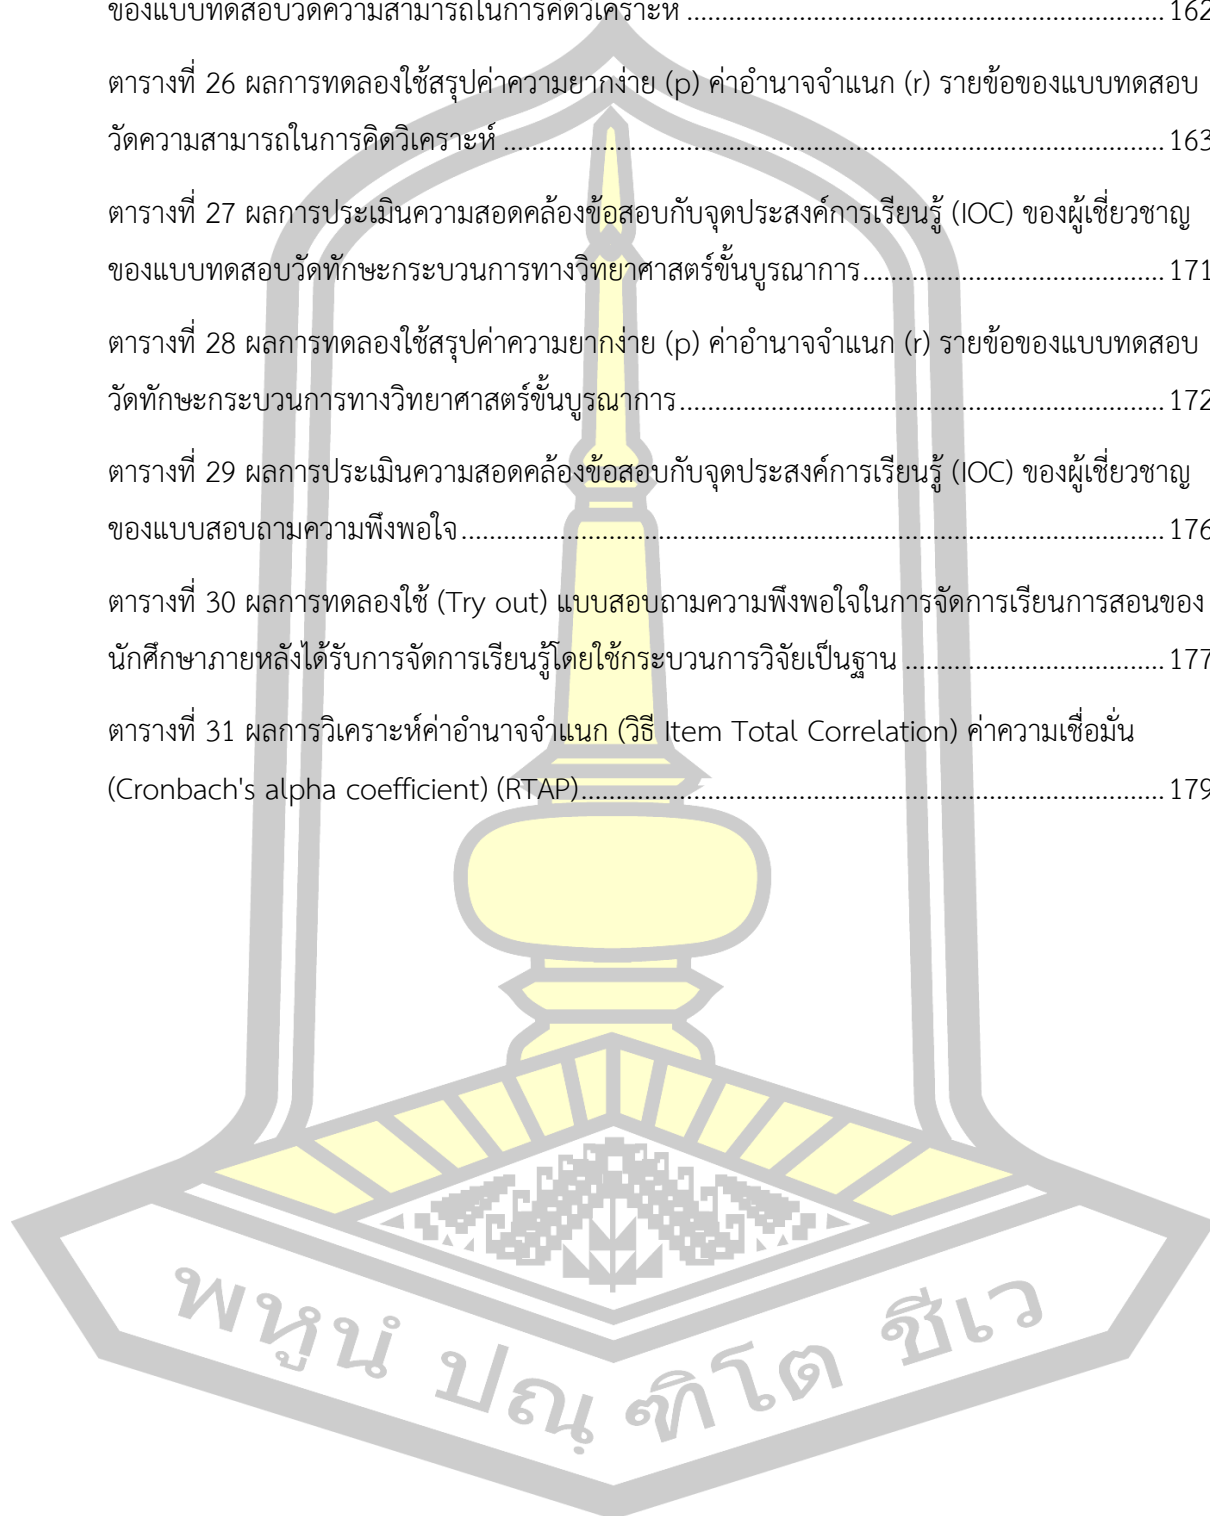 ของแบบทดสอบวัดความสามารถในการคิดวิเคราะห์ ........................................ 162
ตารางที่ 26 ผลการทดลองใช้สรุปค่าความยากง่าย (p) ค่าอำนาจจำแนก (r) รายข้อของแบบทดสอบ
วัดความสามารถในการคิดวิเคราะห์ ........................................ 163
ตารางที่ 27 ผลการประเมินความสอดคล้องข้อสอบกับจุดประสงค์การเรียนรู้ (IOC) ของผู้เชี่ยวชาญ
ของแบบทดสอบวัดทักษะกระบวนการทางวิทยาศาสตร์ขั้นบูรณาการ ........................................ 171
ตารางที่ 28 ผลการทดลองใช้สรุปค่าความยากง่าย (p) ค่าอำนาจจำแนก (r) รายข้อของแบบทดสอบ
วัดทักษะกระบวนการทางวิทยาศาสตร์ขั้นบูรณาการ ........................................ 172
ตารางที่ 29 ผลการประเมินความสอดคล้องข้อสอบกับจุดประสงค์การเรียนรู้ (IOC) ของผู้เชี่ยวชาญ
ของแบบสอบถามความพึงพอใจ ........................................ 176
ตารางที่ 30 ผลการทดลองใช้ (Try out) แบบสอบถามความพึงพอใจในการจัดการเรียนการสอนของ
นักศึกษาภายหลังได้รับการจัดการเรียนรู้โดยใช้กระบวนการวิจัยเป็นฐาน ........................................ 177
ตารางที่ 31 ผลการวิเคราะห์ค่าอำนาจจำแนก (วิธี Item Total Correlation) ค่าความเชื่อมั่น
(Cronbach's alpha coefficient) (RTAP) ........................................ 179
พหูนํ ปณฺฑิโต ชีเว